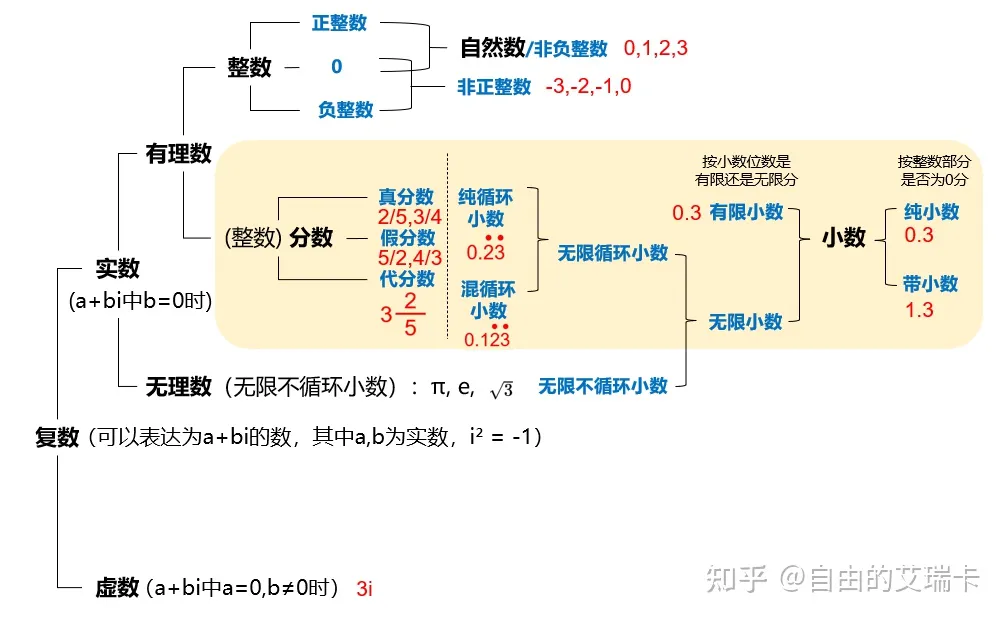 正整数
整数
0
负整数
自然数/非负整数 0,1,2,3
非正整数 -3,-2,-1,0
有理数
(整数) 分数
真分数
2/5,3/4
假分数
5/2,4/3
代分数
3 2/5
纯循环
小数
0.2̇3̇
混循环
小数
0.12̇3̇
无限循环小数
按小数位数是
有限还是无限分
0.3 有限小数
无限小数
小数
按整数部分
是否为0分
纯小数
0.3
带小数
1.3
实数
(a+bi中b=0时)
无理数（无限不循环小数）：π, e, √3 无限不循环小数
复数（可以表达为a+bi的数，其中a,b为实数，i² = -1）
虚数（a+bi中a=0,b≠0时） 3i
知乎 @自由的艾瑞卡